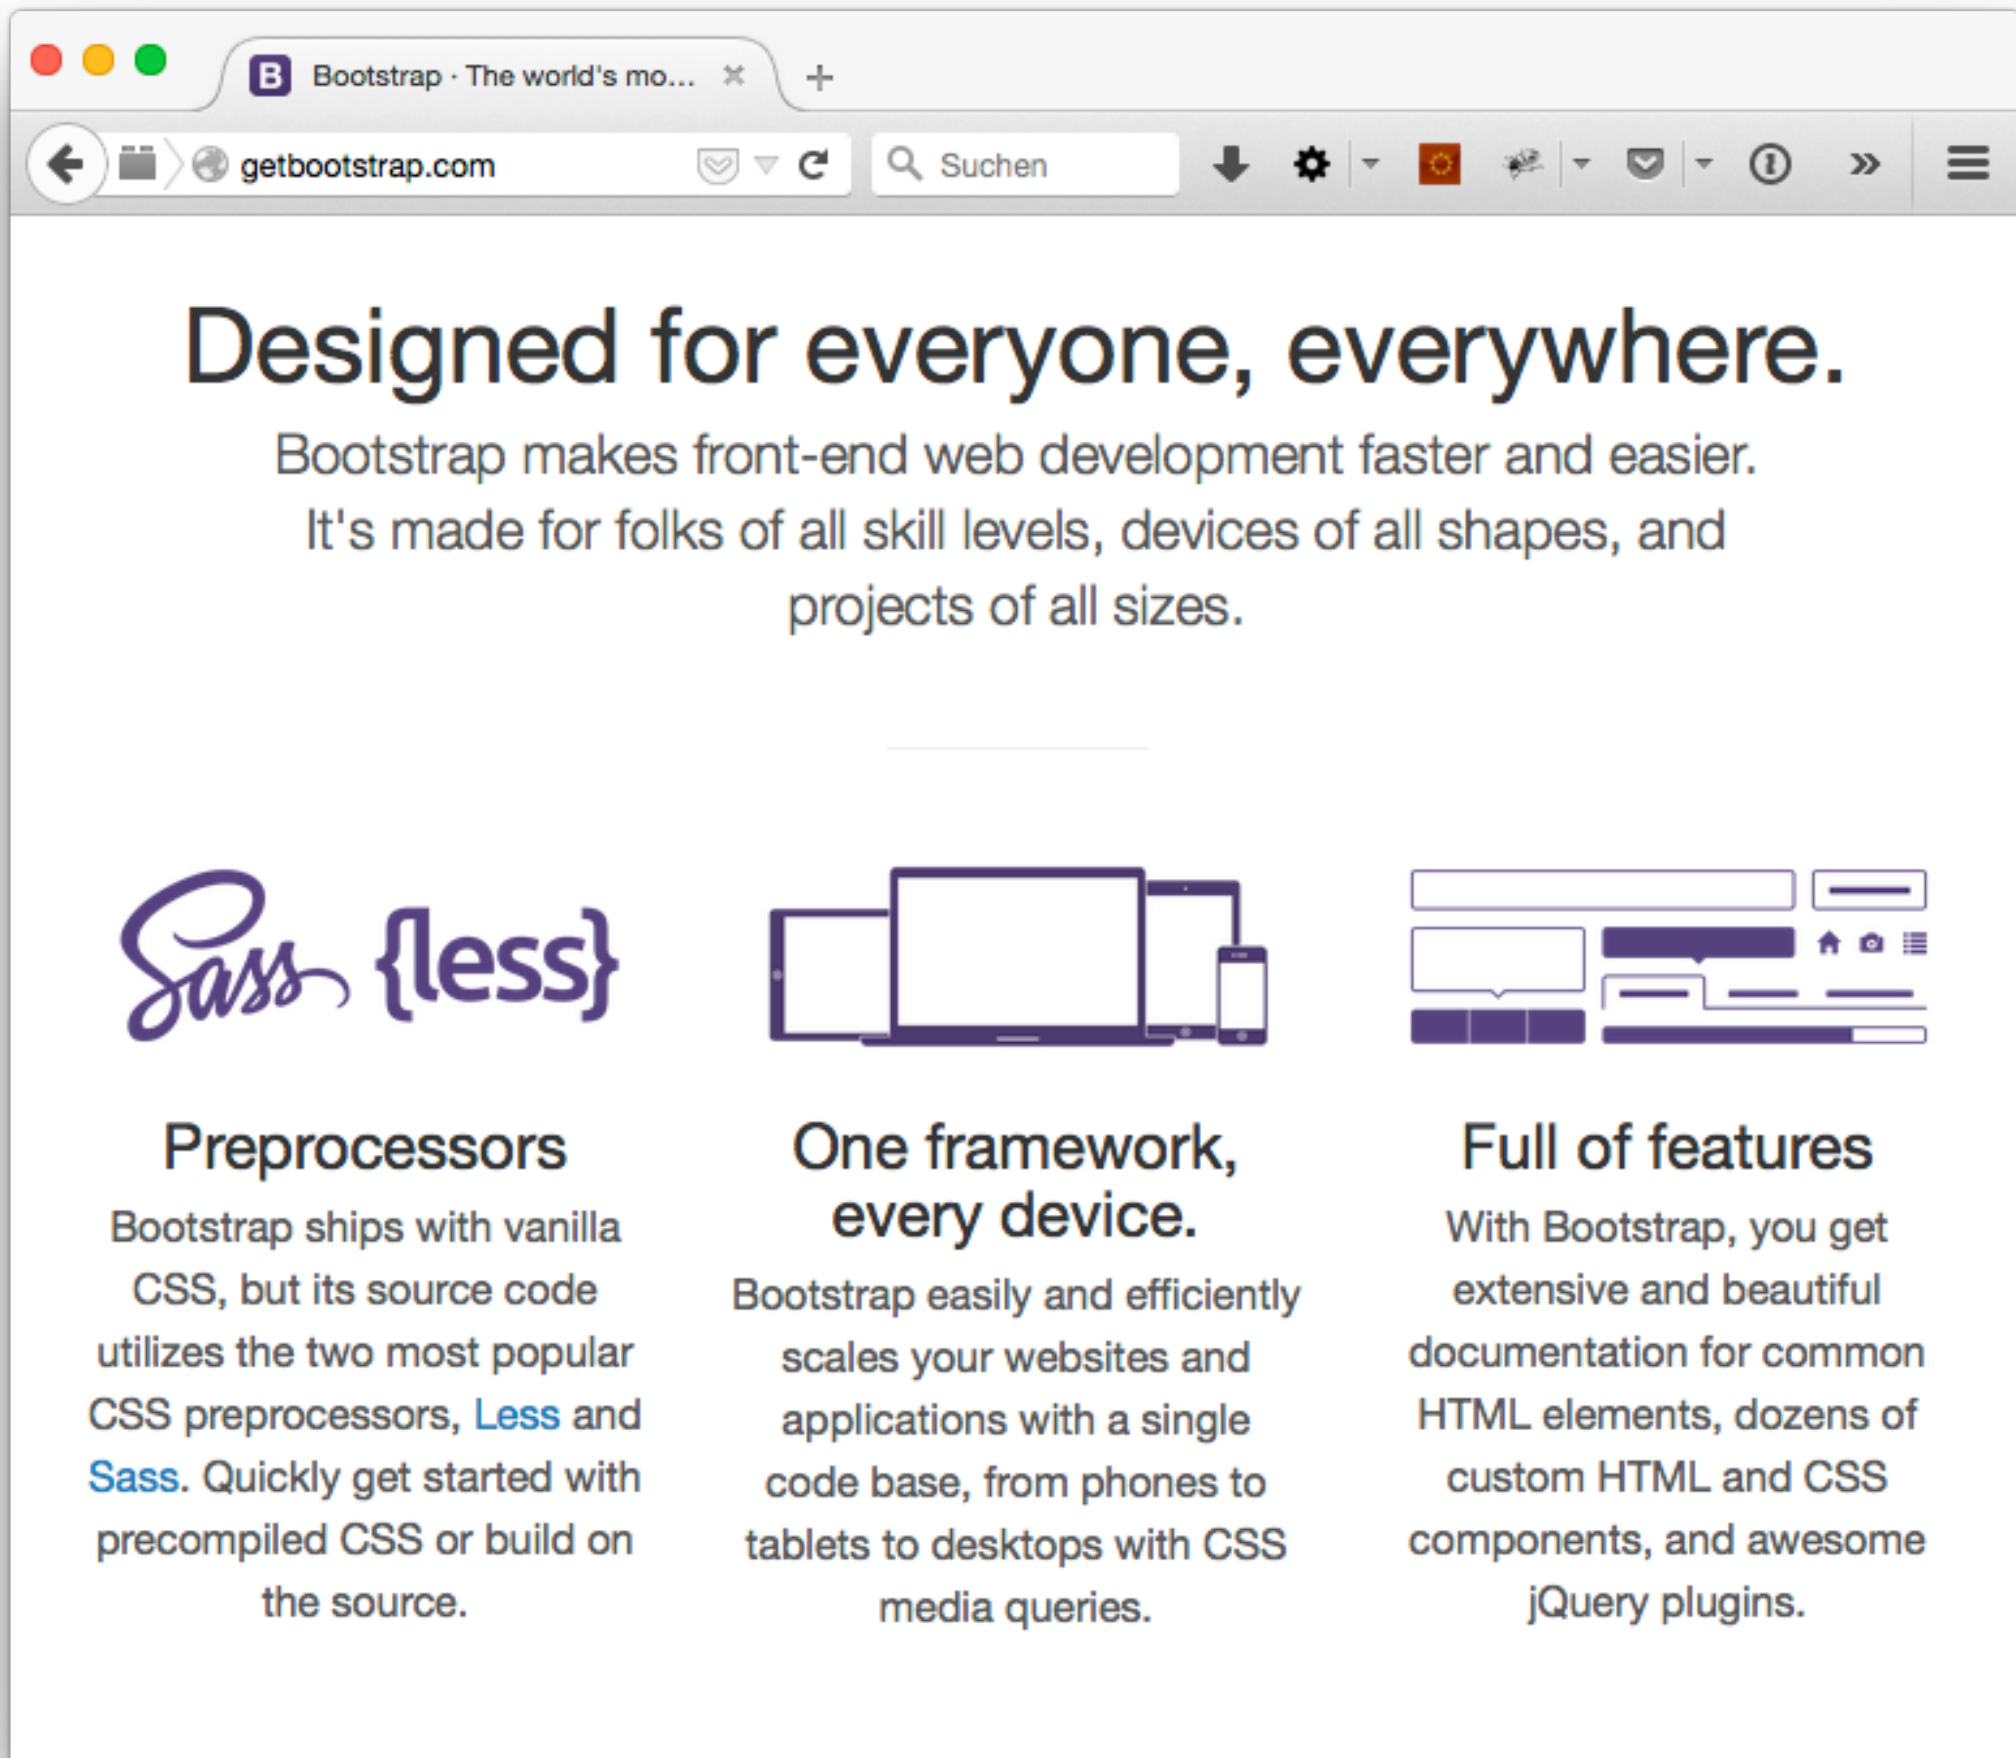 B Bootstrap · The world's mo...
getbootstrap.com Suchen
Designed for everyone, everywhere.
Bootstrap makes front-end web development faster and easier.
It's made for folks of all skill levels, devices of all shapes, and
projects of all sizes.
Sass {less}
Preprocessors
Bootstrap ships with vanilla
CSS, but its source code
utilizes the two most popular
CSS preprocessors, Less and
Sass. Quickly get started with
precompiled CSS or build on
the source.
One framework,
every device.
Bootstrap easily and efficiently
scales your websites and
applications with a single
code base, from phones to
tablets to desktops with CSS
media queries.
Full of features
With Bootstrap, you get
extensive and beautiful
documentation for common
HTML elements, dozens of
custom HTML and CSS
components, and awesome
jQuery plugins.